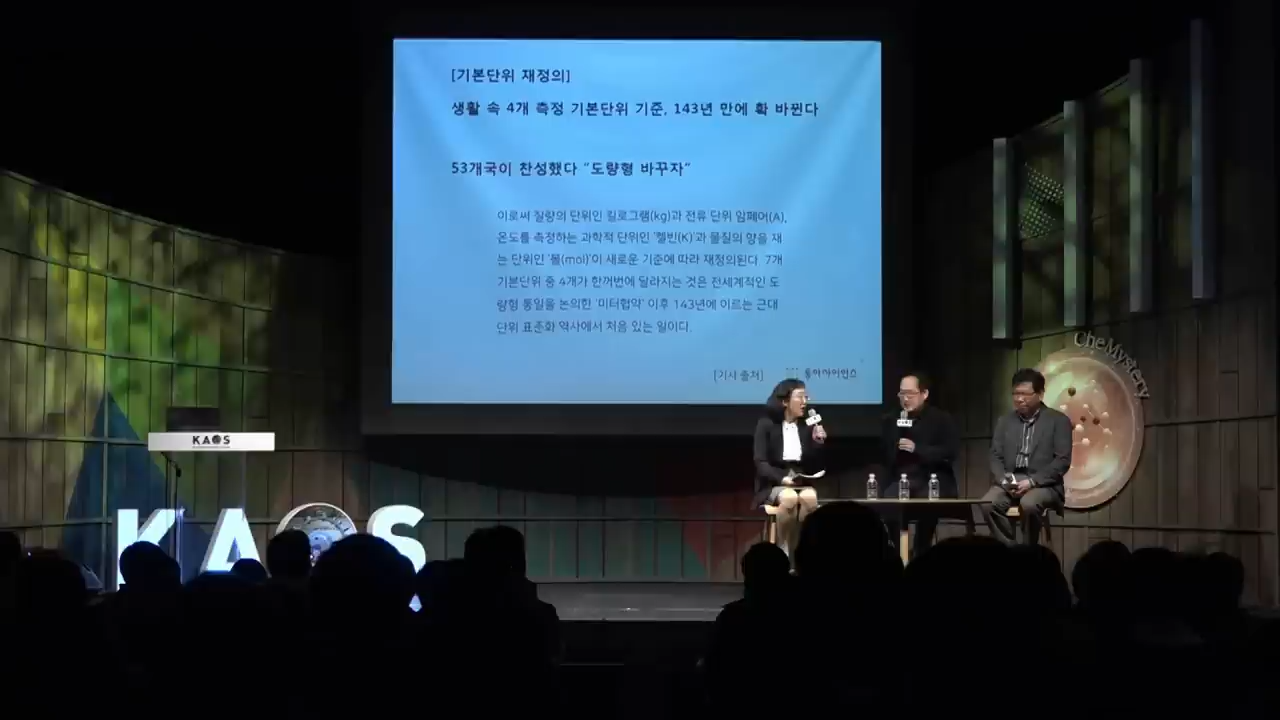 [기본단위 재정의]
생활 속 4개 측정 기본단위 기준, 143년 만에 확 바뀐다
53개국이 찬성했다 “도량형 바꾸자”
이로써 질량의 단위인 킬로그램(kg)과 전류 단위 암페어(A),
온도를 측정하는 과학적 단위인 '켈빈(K)'과 물질의 양을 재
는 단위인 '몰(mol)'이 새로운 기준에 따라 재정의된다. 7개
기본단위 중 4개가 한꺼번에 달라지는 것은 전세계적인 도
량형 통일을 논의한 '미터협약' 이후 143년에 이르는 근대
단위 표준화 역사에서 처음 있는 일이다.
[기사 출처] 동아사이언스
CheMystery
KAOS
KAOS